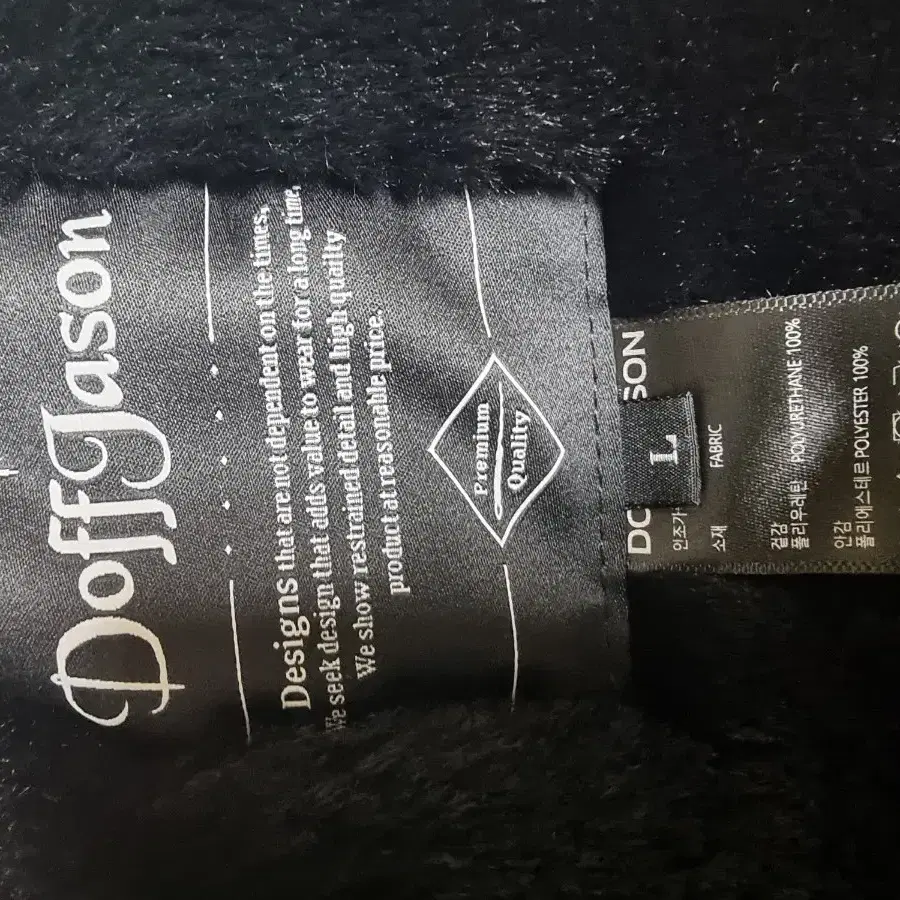 DoffJason
Designs that are not dependent on the times,
We seek design that adds value to wear for a long time,
We show restrained detail and high quailty
product at reasonable price.
Premium
Quality
L
SON
인조가
소재 FABRIC
겉감
폴리우레탄 POLYURETHANE 100%
안감
폴리에스테르 POLYESTER 100%